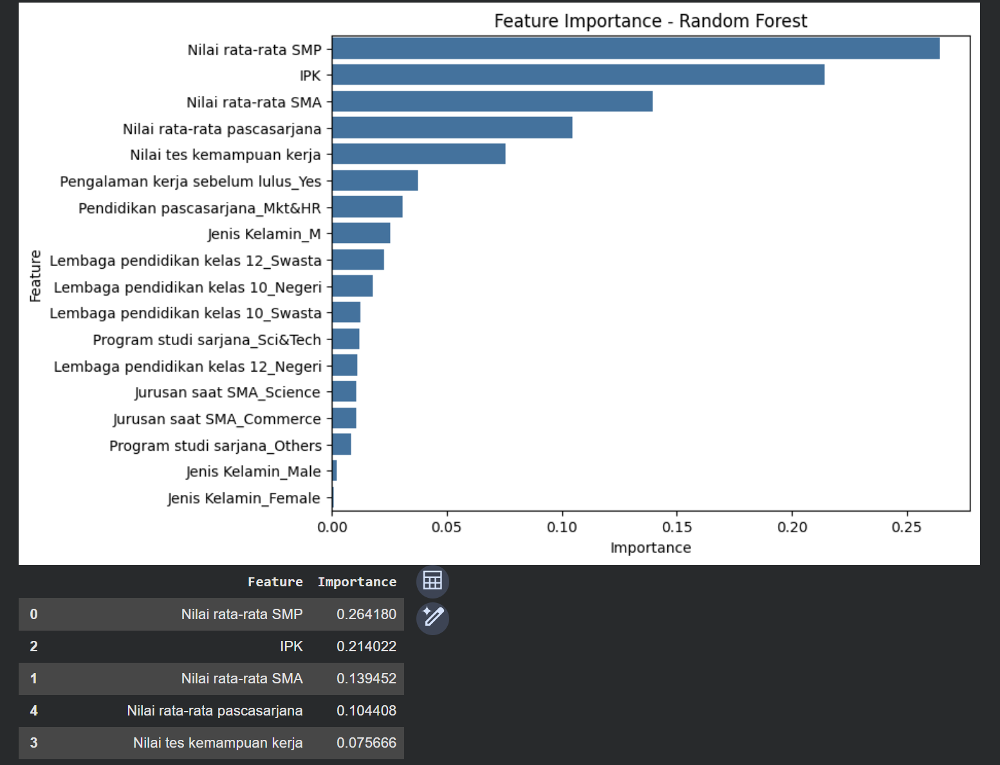 Feature Importance - Random Forest
Nilai rata-rata SMP
IPK
Nilai rata-rata SMA
Nilai rata-rata pascasarjana
Nilai tes kemampuan kerja
Pengalaman kerja sebelum lulus_Yes
Pendidikan pascasarjana_Mkt&HR
Jenis Kelamin_M
Lembaga pendidikan kelas 12_Swasta
Lembaga pendidikan kelas 10_Negeri
Lembaga pendidikan kelas 10_Swasta
Program studi sarjana_Sci&Tech
Lembaga pendidikan kelas 12_Negeri
Jurusan saat SMA_Science
Jurusan saat SMA_Commerce
Program studi sarjana_Others
Jenis Kelamin_Male
Jenis Kelamin_Female
Feature
0.00 0.05 0.10 0.15 0.20 0.25
Importance
Feature Importance
0 Nilai rata-rata SMP 0.264180
2 IPK 0.214022
1 Nilai rata-rata SMA 0.139452
4 Nilai rata-rata pascasarjana 0.104408
3 Nilai tes kemampuan kerja 0.075666